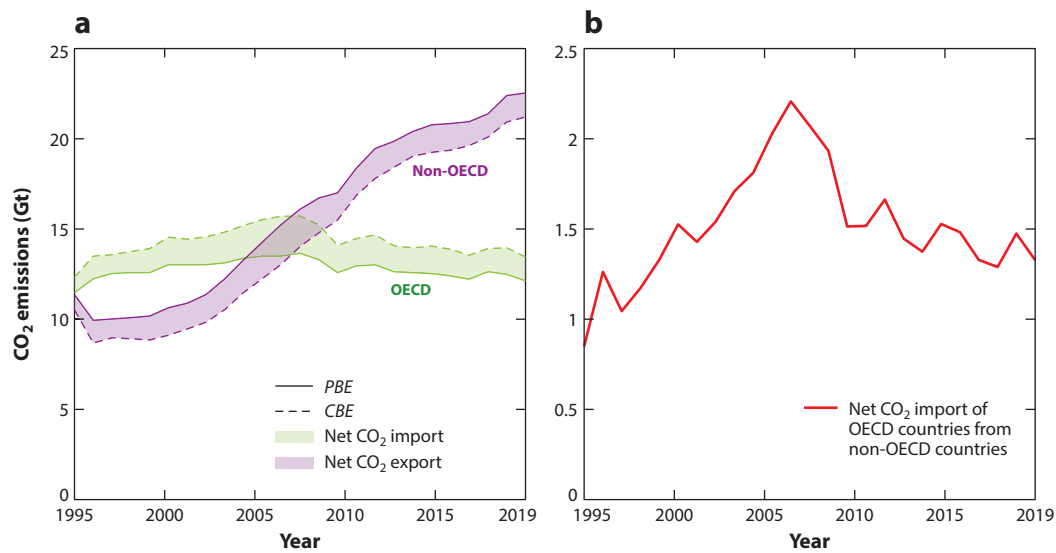 a
CO2 emissions (Gt)
25
20
15
10
5
0
Non-OECD
OECD
PBE
CBE
Net CO2 import
Net CO2 export
1995
2000
2005
2010
2015
2019
Year
b
2.5
2
1.5
1
0.5
0
Net CO2 import of
OECD countries from
non-OECD countries
1995
2000
2005
2010
2015
2019
Year